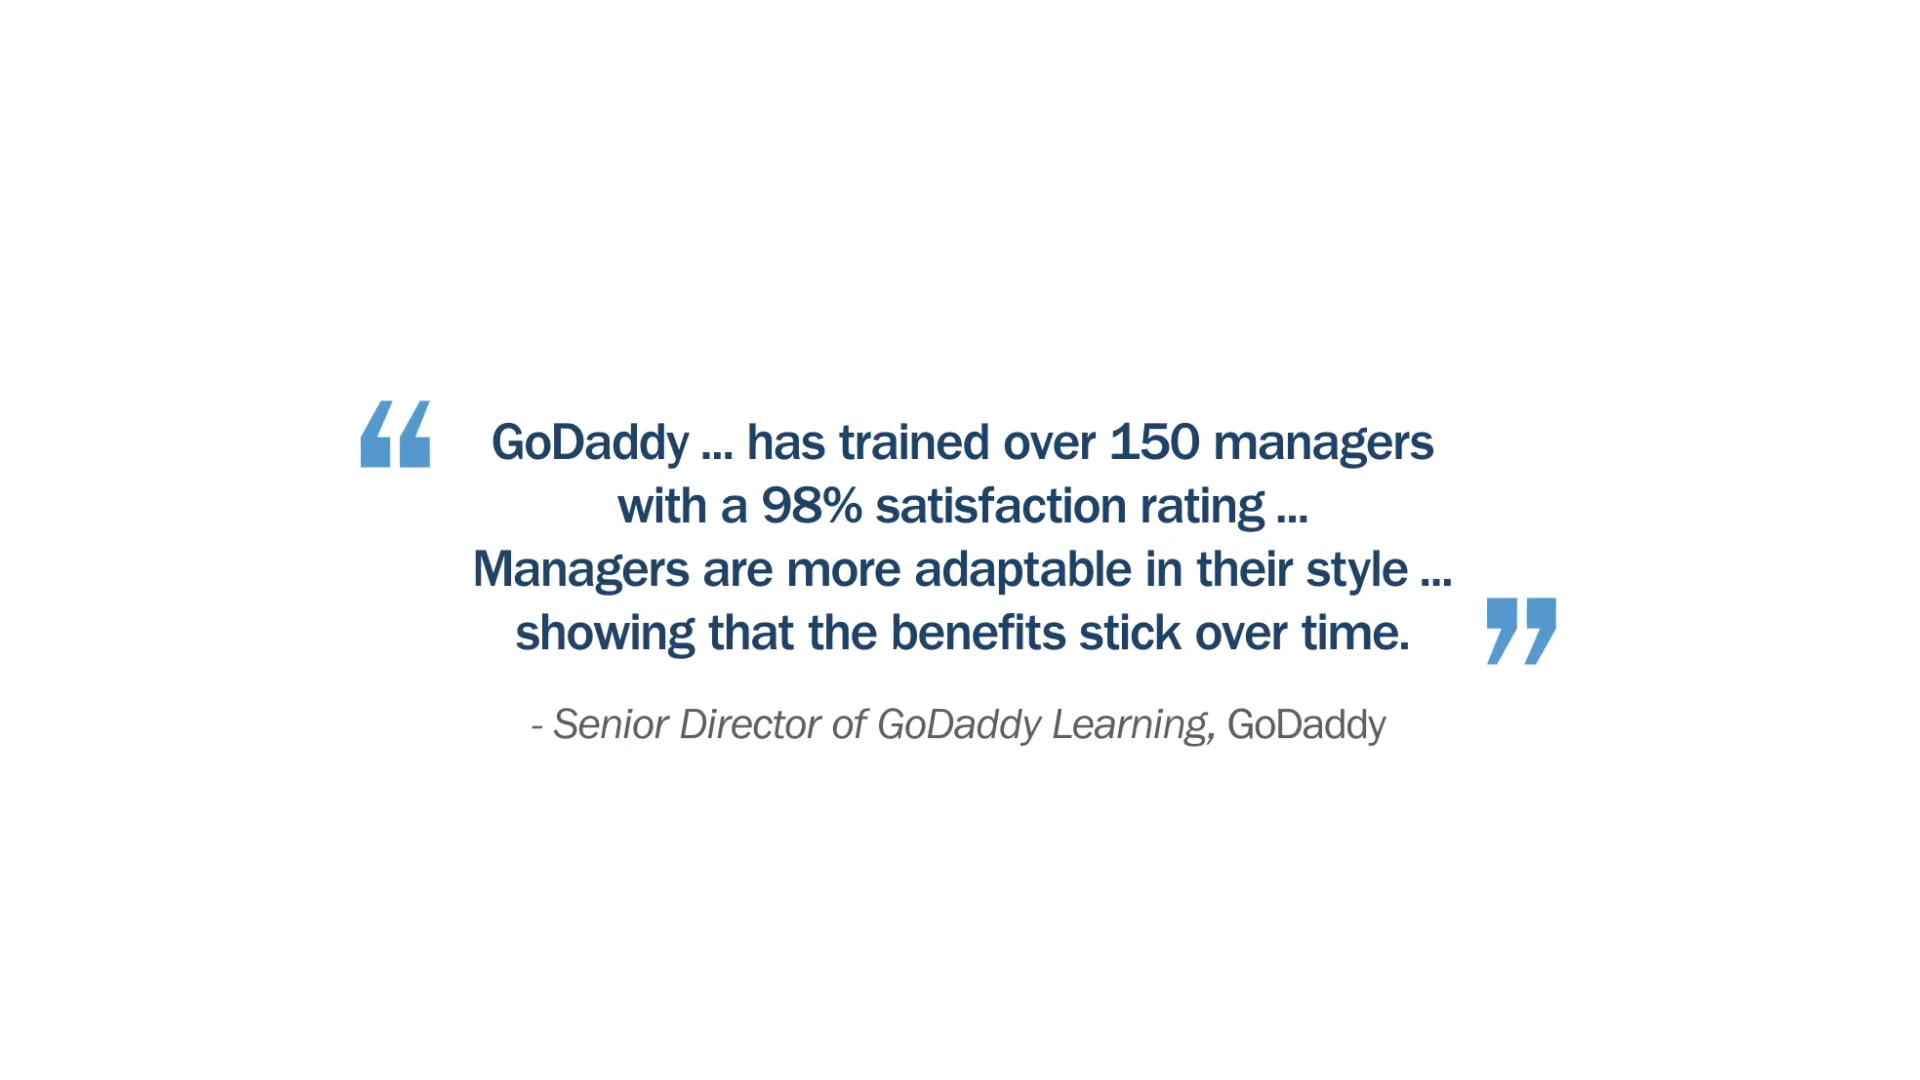 “ GoDaddy ... has trained over 150 managers
with a 98% satisfaction rating ...
Managers are more adaptable in their style ...
showing that the benefits stick over time. ”
- Senior Director of GoDaddy Learning, GoDaddy